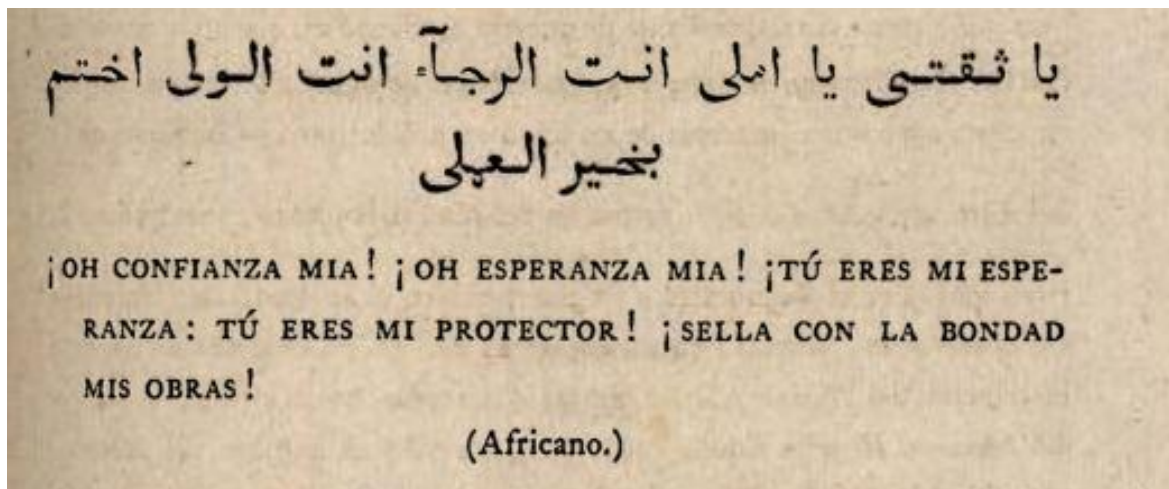 يا ثقتى يا املى انت الرجآء انت الولى اختم
بخير العملى
¡OH CONFIANZA MIA! ¡OH ESPERANZA MIA! ¡TÚ ERES MI ESPE-
RANZA: TÚ ERES MI PROTECTOR! ¡SELLA CON LA BONDAD
MIS OBRAS!
(Africano.)